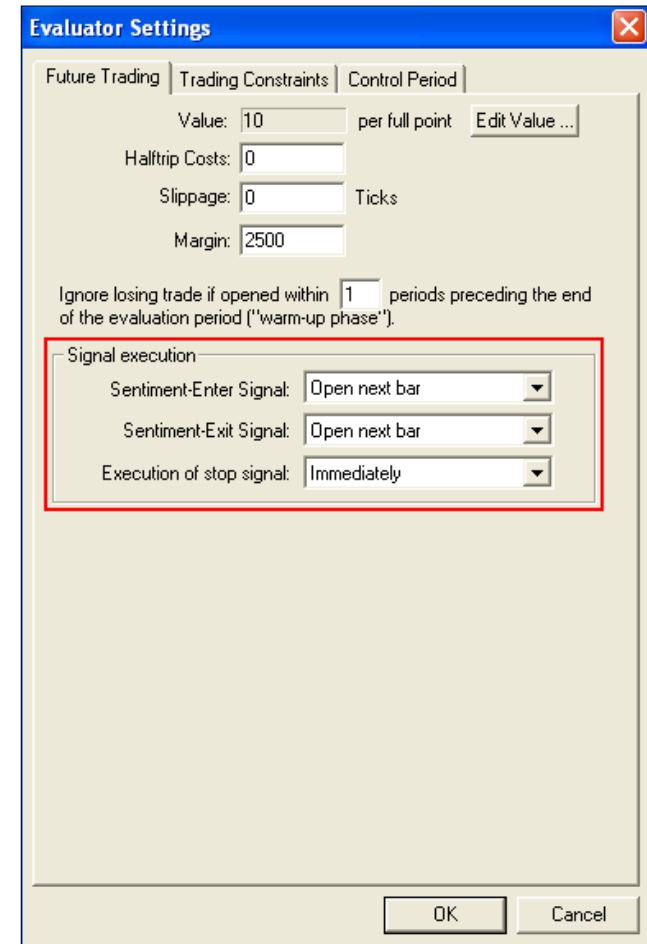 Evaluator Settings
Future Trading Trading Constraints Control Period
Value: 10 per full point Edit Value ...
Halftrip Costs: 0
Slippage: 0 Ticks
Margin: 2500
Ignore losing trade if opened within 1 periods preceding the end
of the evaluation period ("warm-up phase").
Signal execution
Sentiment-Enter Signal: Open next bar
Sentiment-Exit Signal: Open next bar
Execution of stop signal: Immediately
OK Cancel